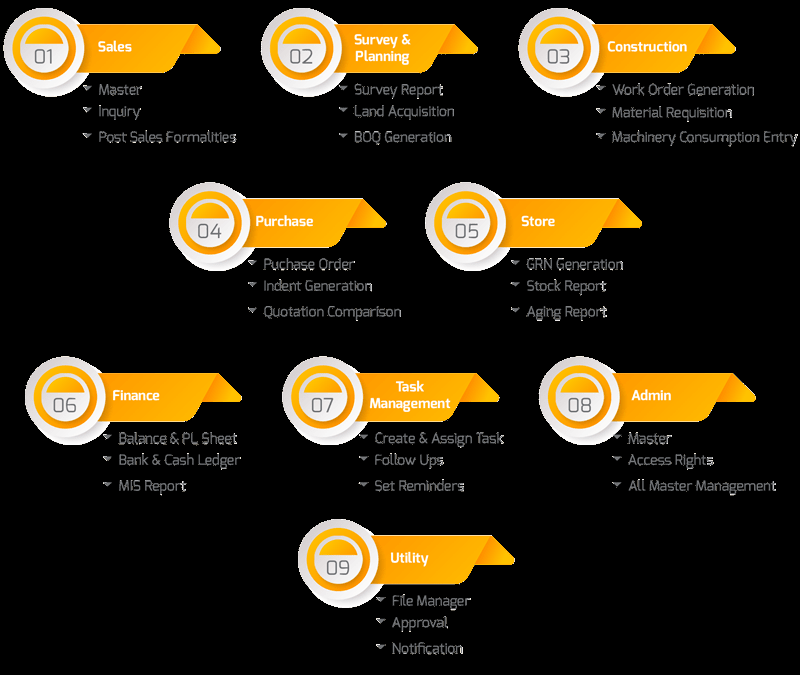 01
Sales
Master
Inquiry
Post Sales Formalities
02
Survey &
Planning
Survey Report
Land Acquisition
BOQ Generation
03
Construction
Work Order Generation
Material Requisition
Machinery Consumption Entry
04
Purchase
Puchase Order
Indent Generation
Quotation Comparison
05
Store
GRN Generation
Stock Report
Aging Report
06
Finance
Balance & PL Sheet
Bank & Cash Ledger
MIS Report
07
Task
Management
Create & Assign Task
Follow Ups
Set Reminders
08
Admin
Master
Access Rights
All Master Management
09
Utility
File Manager
Approval
Notification